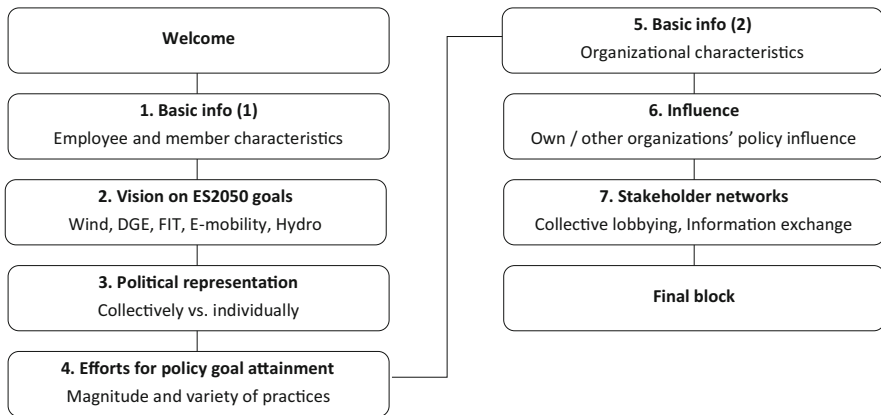 Welcome
1. Basic info (1)
Employee and member characteristics
2. Vision on ES2050 goals
Wind, DGE, FIT, E-mobility, Hydro
3. Political representation
Collectively vs. individually
4. Efforts for policy goal attainment
Magnitude and variety of practices
5. Basic info (2)
Organizational characteristics
6. Influence
Own / other organizations’ policy influence
7. Stakeholder networks
Collective lobbying, Information exchange
Final block